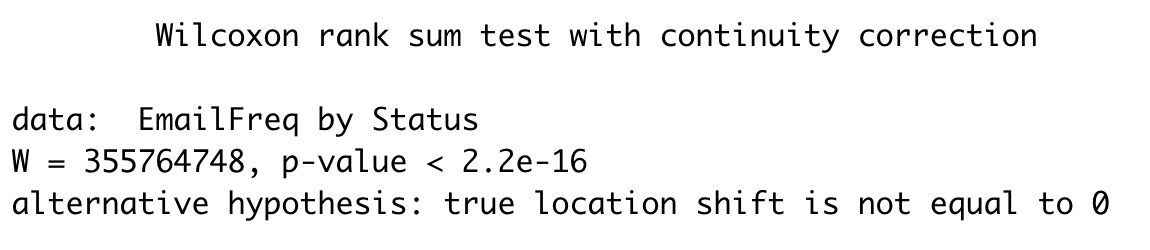 Wilcoxon rank sum test with continuity correction
data:  EmailFreq by Status
W = 355764748, p-value < 2.2e-16
alternative hypothesis: true location shift is not equal to 0